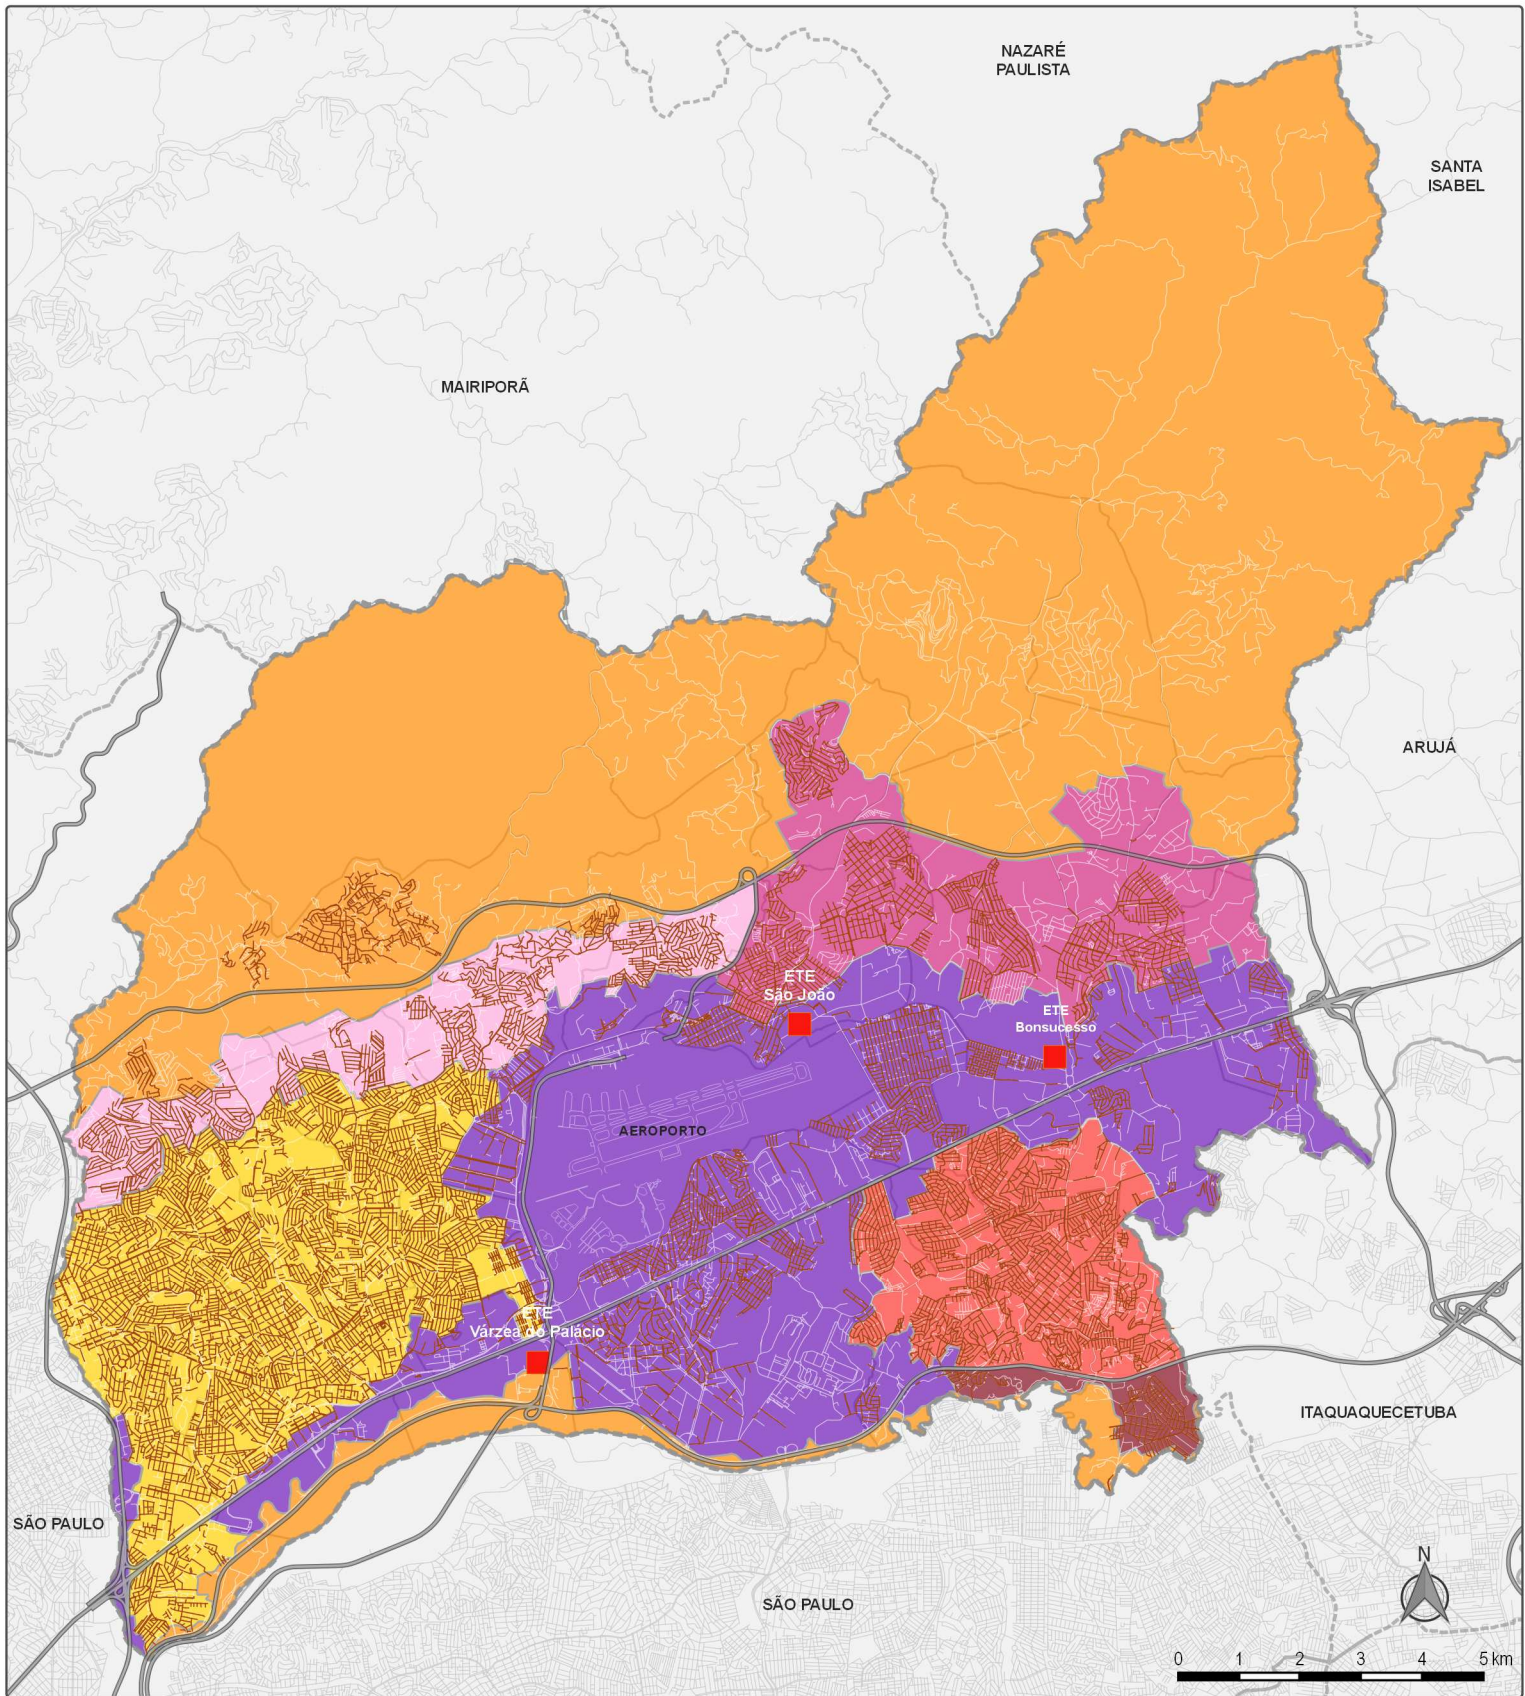 NAZARÉ
PAULISTA
SANTA
ISABEL
MAIRIPORÃ
ARUJÁ
ETE
São João
ETE
Bonsucesso
AEROPORTO
ETE
Várzea do Palácio
ITAQUAQUECETUBA
SÃO PAULO
SÃO PAULO
N
0 1 2 3 4 5 km